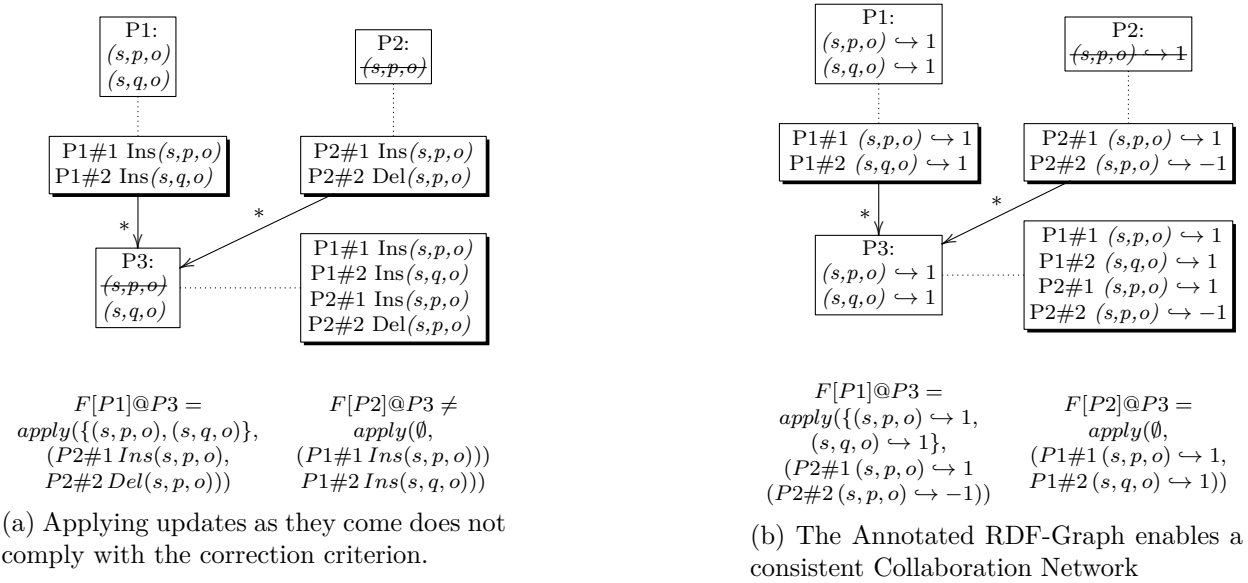 P1:
(s,p,o)
(s,q,o)
P2:
(s,p,o)
P1#1 Ins(s,p,o)
P1#2 Ins(s,q,o)
P2#1 Ins(s,p,o)
P2#2 Del(s,p,o)
*
*
P3:
(s,p,o)
(s,q,o)
P1#1 Ins(s,p,o)
P1#2 Ins(s,q,o)
P2#1 Ins(s,p,o)
P2#2 Del(s,p,o)
F[P1]@P3 =
apply({(s, p, o), (s, q, o)},
(P2#1 Ins(s, p, o),
P2#2 Del(s, p, o)))
F[P2]@P3 ≠
apply(∅,
(P1#1 Ins(s, p, o)))
P1#2 Ins(s, q, o)))
(a) Applying updates as they come does not
comply with the correction criterion.
P1:
(s,p,o) ↪ 1
(s,q,o) ↪ 1
P2:
(s,p,o) ↪ 1
P1#1 (s,p,o) ↪ 1
P1#2 (s,q,o) ↪ 1
P2#1 (s,p,o) ↪ 1
P2#2 (s,p,o) ↪ −1
*
*
P3:
(s,p,o) ↪ 1
(s,q,o) ↪ 1
P1#1 (s,p,o) ↪ 1
P1#2 (s,q,o) ↪ 1
P2#1 (s,p,o) ↪ 1
P2#2 (s,p,o) ↪ −1
F[P1]@P3 =
apply({(s, p, o) ↪ 1,
(s, q, o) ↪ 1},
(P2#1 (s, p, o) ↪ 1
(P2#2 (s, p, o) ↪ −1))
F[P2]@P3 =
apply(∅,
(P1#1 (s, p, o) ↪ 1,
P1#2 (s, q, o) ↪ 1))
(b) The Annotated RDF-Graph enables a
consistent Collaboration Network